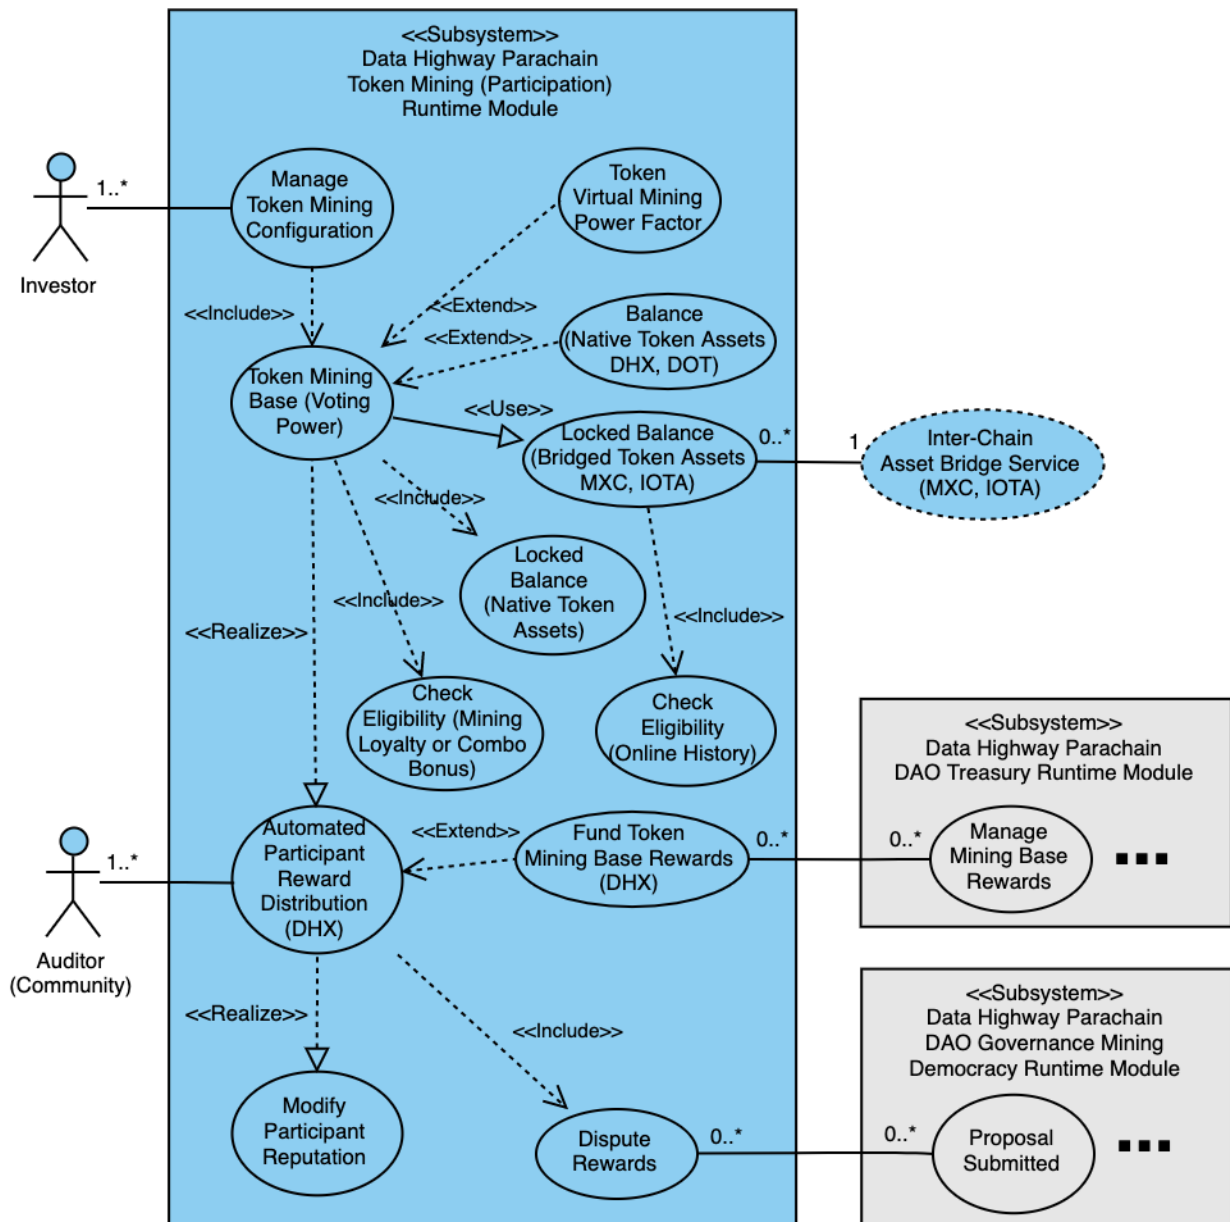 <<Subsystem>>
Data Highway Parachain
Token Mining (Participation)
Runtime Module
Investor
1..*
Manage
Token Mining
Configuration
Token
Virtual Mining
Power Factor
<<Include>>
<<Extend>>
<<Extend>>
Balance
(Native Token Assets
DHX, DOT)
Token Mining
Base (Voting
Power)
<<Use>>
Locked Balance
(Bridged Token Assets
MXC, IOTA)
0..*
1
Inter-Chain
Asset Bridge Service
(MXC, IOTA)
<<Include>>
Locked
Balance
(Native Token
Assets)
<<Include>>
<<Include>>
<<Realize>>
Check
Eligibility (Mining
Loyalty or Combo
Bonus)
Check
Eligibility
(Online History)
<<Subsystem>>
Data Highway Parachain
DAO Treasury Runtime Module
Auditor
(Community)
1..*
Automated
Participant
Reward
Distribution
(DHX)
<<Extend>>
Fund Token
Mining Base Rewards
(DHX)
0..*
0..*
Manage
Mining Base
Rewards
<<Realize>>
<<Include>>
<<Subsystem>>
Data Highway Parachain
DAO Governance Mining
Democracy Runtime Module
Modify
Participant
Reputation
Dispute
Rewards
0..*
0..*
Proposal
Submitted